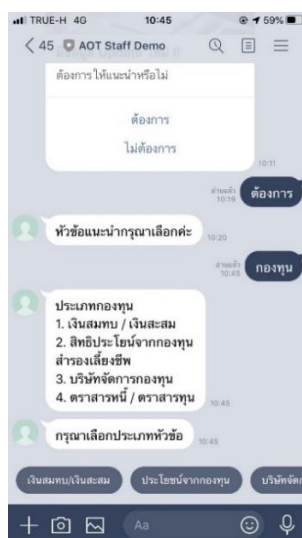 TRUE-H 4G 10:45 59%
45 AOT Staff Demo
ต้องการให้แนะนำหรือไม่
ต้องการ
ไม่ต้องการ
10:11
อ่านแล้ว
10:19
ต้องการ
หัวข้อแนะนำกรุณาเลือกค่ะ
10:20
อ่านแล้ว
10:45
กองทุน
ประเภทกองทุน
1. เงินสมทบ / เงินสะสม
2. สิทธิประโยชน์จากกองทุน
สำรองเลี้ยงชีพ
3. บริษัทจัดการกองทุน
4. ตราสารหนี้ / ตราสารทุน
10:45
กรุณาเลือกประเภทหัวข้อ
10:45
เงินสมทบ/เงินสะสม ประโยชน์จากกองทุน บริษัทจัด
Aa